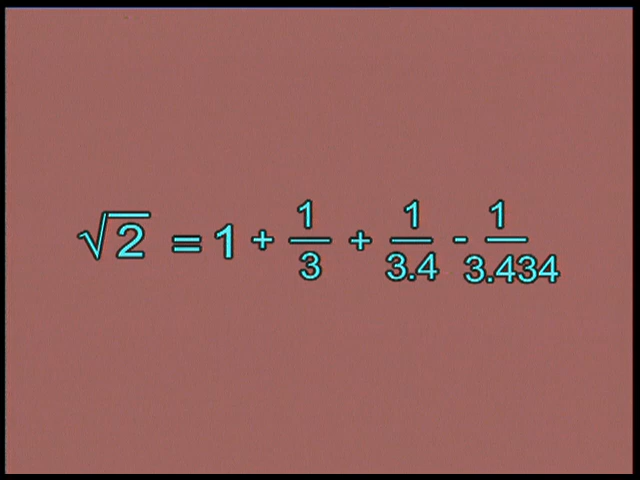 √2 = 1 + 1/3 + 1/3.4 - 1/3.434